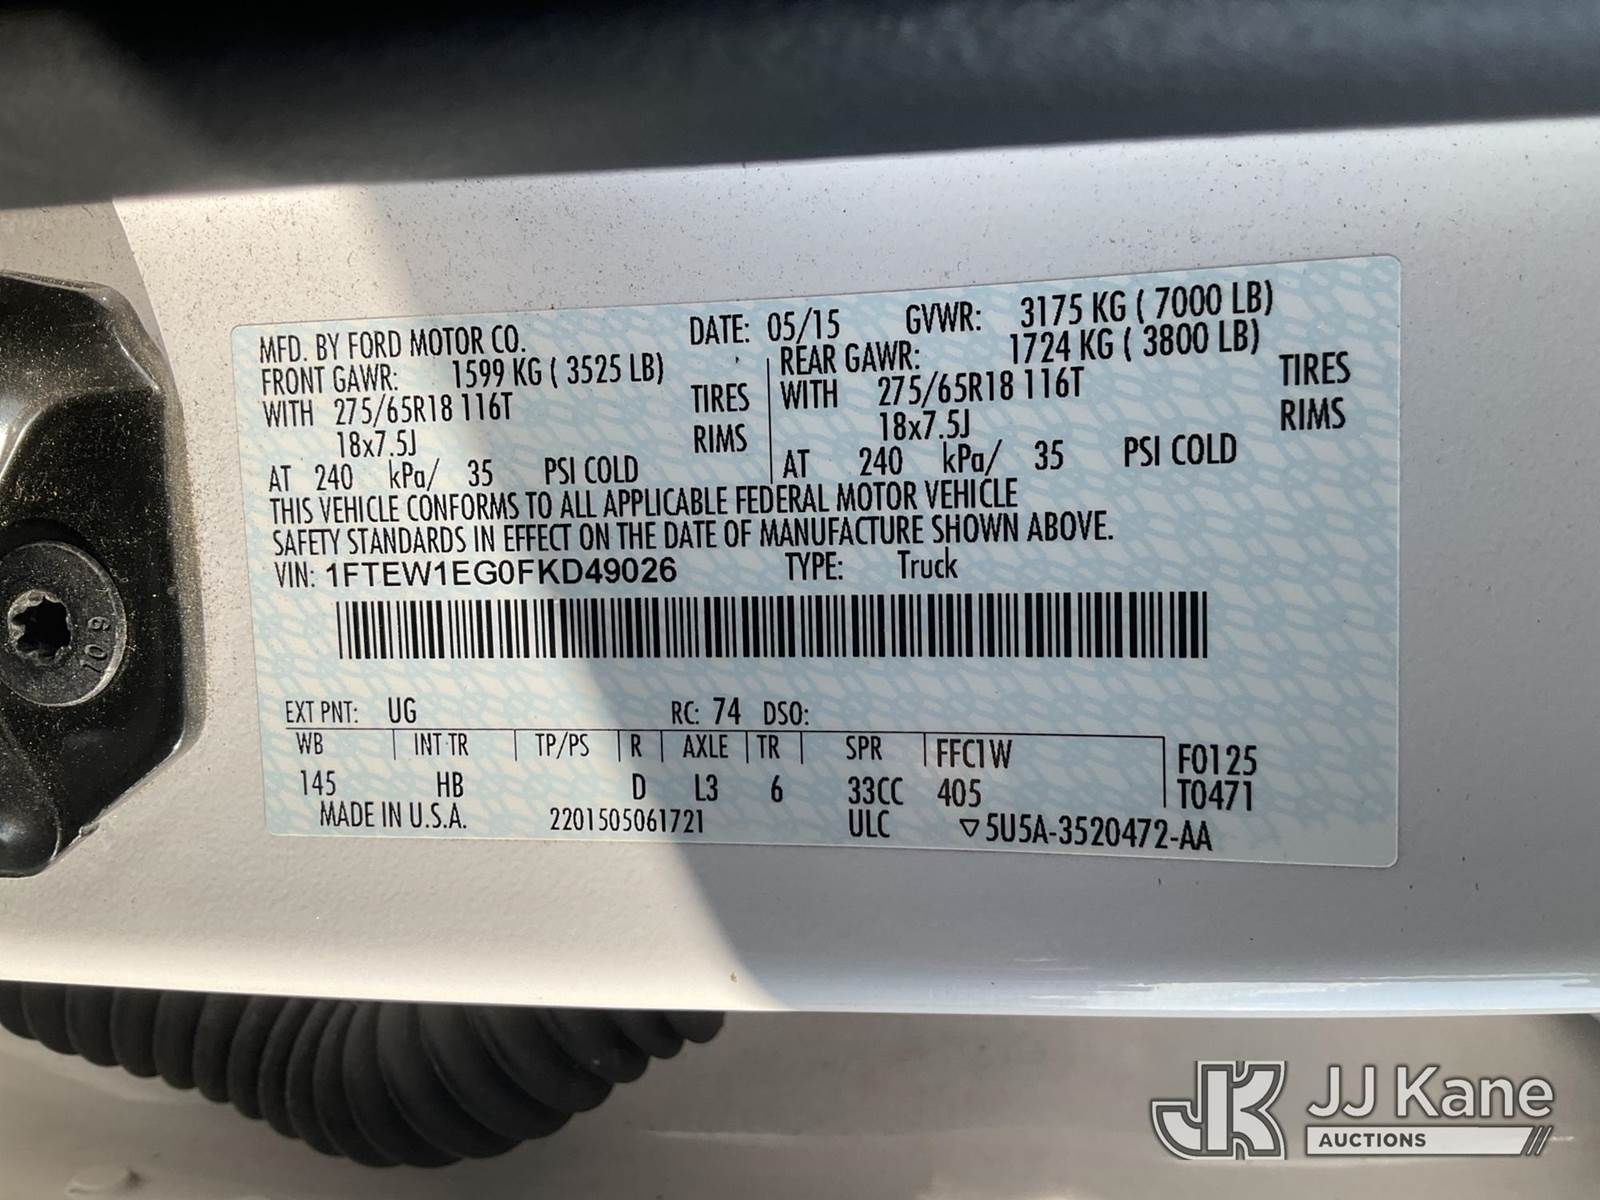 MFD. BY FORD MOTOR CO. DATE: 05/15 GVWR: 3175 KG ( 7000 LB)
FRONT GAWR: 1599 KG ( 3525 LB) REAR GAWR: 1724 KG ( 3800 LB)
WITH 275/65R18 116T TIRES WITH 275/65R18 116T TIRES
18x7.5J RIMS 18x7.5J RIMS
AT 240 kPa/ 35 PSI COLD AT 240 kPa/ 35 PSI COLD
THIS VEHICLE CONFORMS TO ALL APPLICABLE FEDERAL MOTOR VEHICLE
SAFETY STANDARDS IN EFFECT ON THE DATE OF MANUFACTURE SHOWN ABOVE.
VIN: 1FTEW1EG0FKD49026 TYPE: Truck
EXT PNT: UG RC: 74 DSO:
WB INT TR TP/PS R AXLE TR SPR FFC1W F0125
145 HB D L3 6 33CC 405 T0471
MADE IN U.S.A. 2201505061721 ULC ▽5U5A-3520472-AA
10.9
JK JJ Kane
AUCTIONS